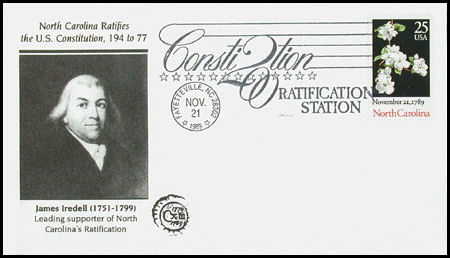 North Carolina Ratifies
the U.S. Constitution, 194 to 77
James Iredell (1751-1799)
Leading supporter of North
Carolina's Ratification
Consti20tion
RATIFICATION
STATION
FAYETTEVILLE, NC 28302
NOV.
21
1989
25
USA
November 21, 1789
North Carolina